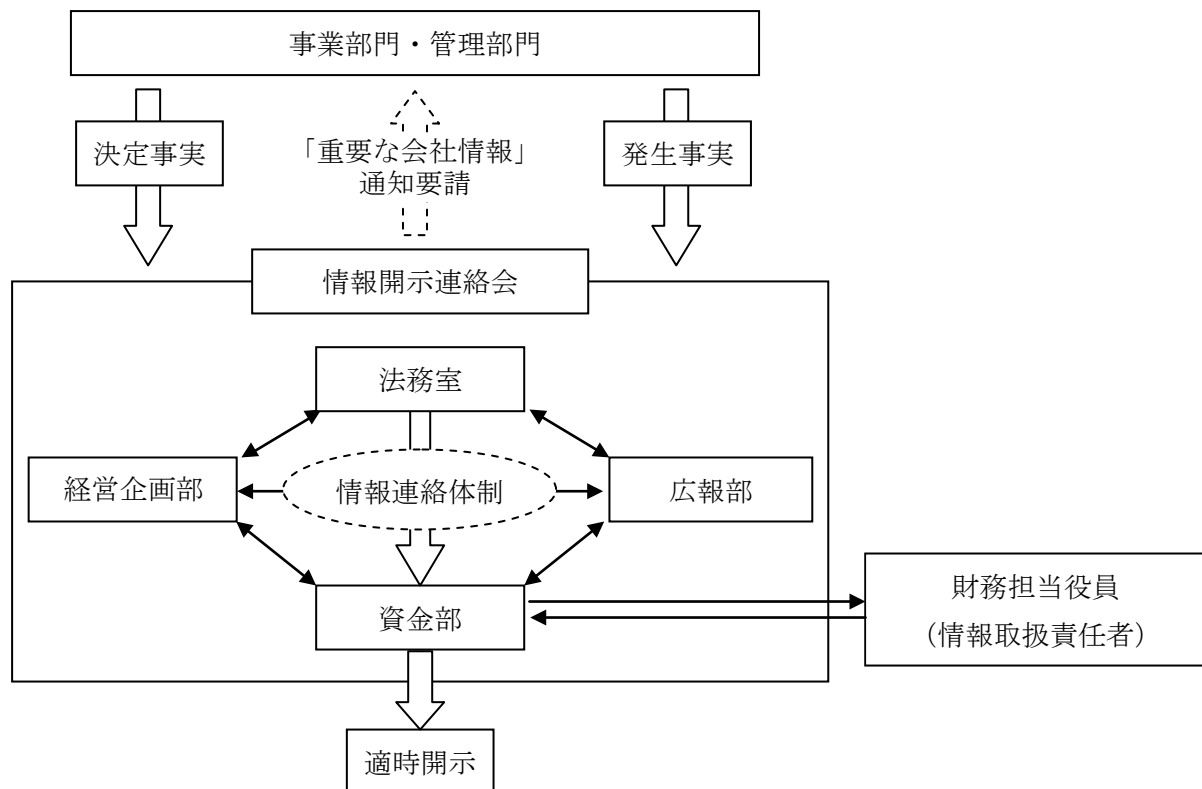 事業部門・管理部門
決定事実
「重要な会社情報」
通知要請
発生事実
情報開示連絡会
法務室
経営企画部
情報連絡体制
広報部
資金部
財務担当役員
（情報取扱責任者）
適時開示